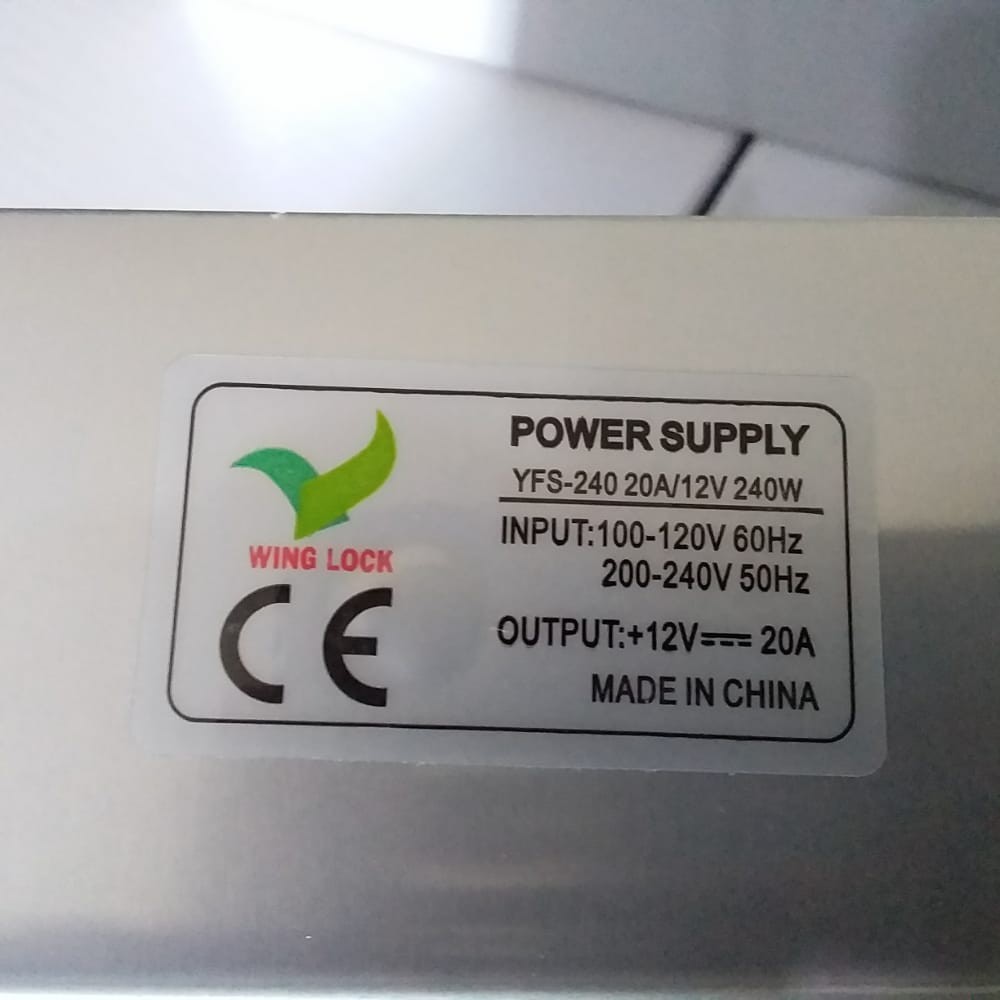 WING LOCK
CE
POWER SUPPLY
YFS-240 20A/12V 240W
INPUT:100-120V 60Hz
200-240V 50Hz
OUTPUT:+12V⎓ 20A
MADE IN CHINA